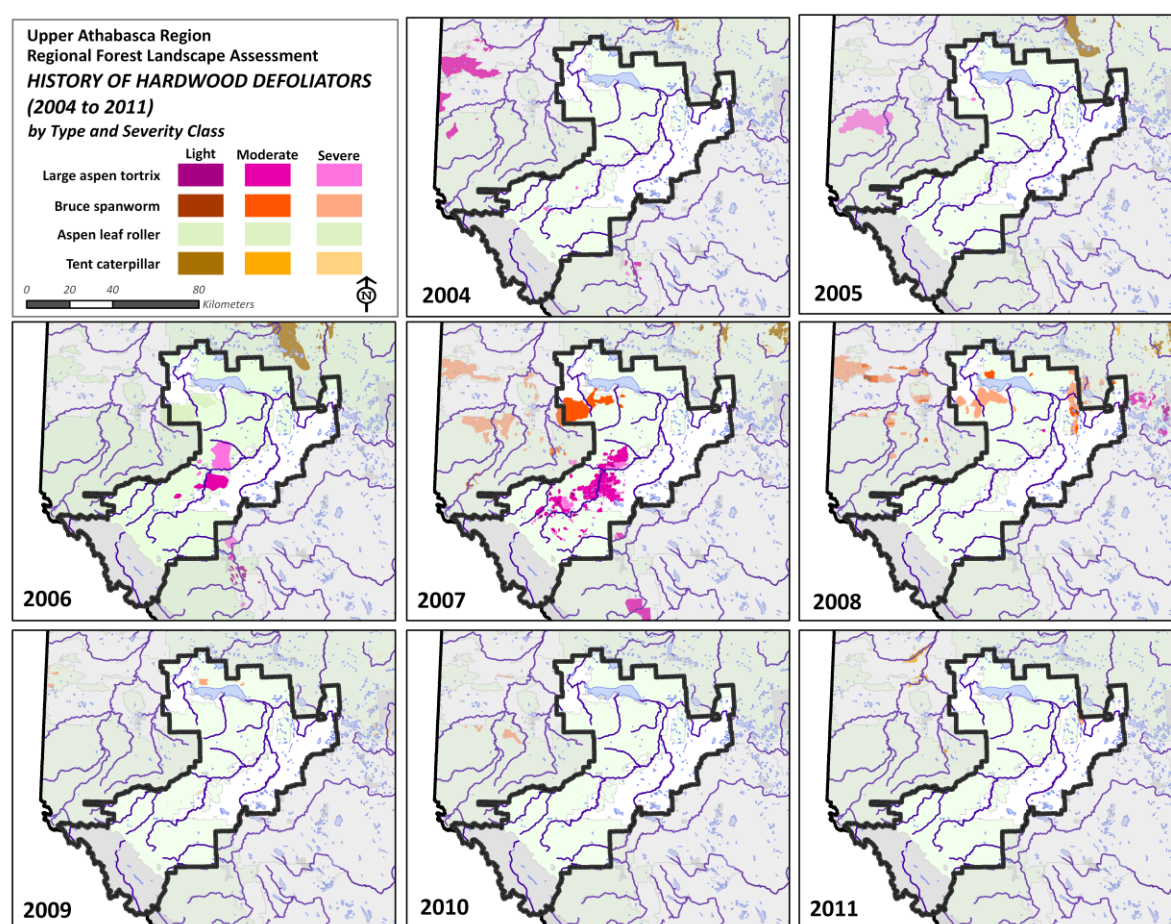 Upper Athabasca Region
Regional Forest Landscape Assessment
HISTORY OF HARDWOOD DEFOLIATORS
(2004 to 2011)
by Type and Severity Class
Light Moderate Severe
Large aspen tortrix
Bruce spanworm
Aspen leaf roller
Tent caterpillar
0 20 40 80
Kilometers
N
2004
2005
2006
2007
2008
2009
2010
2011